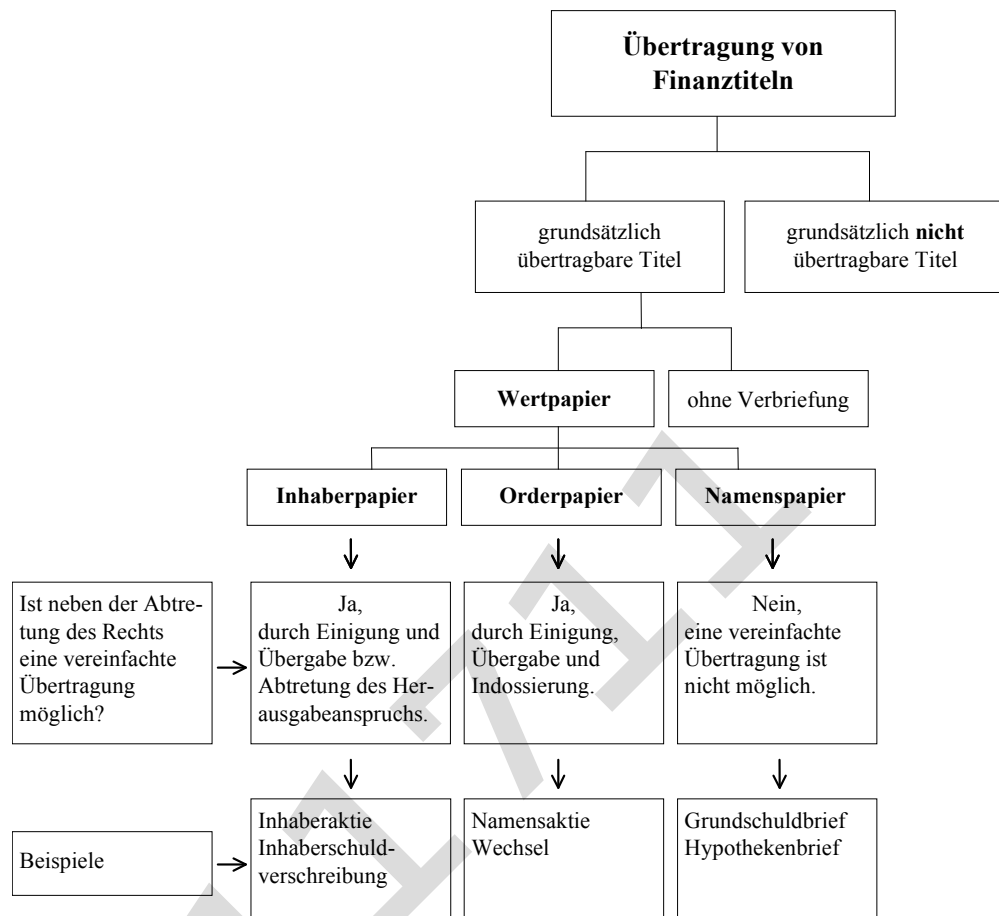 Übertragung von
Finanztiteln
grundsätzlich
übertragbare Titel
grundsätzlich nicht
übertragbare Titel
Wertpapier
ohne Verbriefung
Inhaberpapier
Orderpapier
Namenspapier
Ist neben der Abtre-
tung des Rechts
eine vereinfachte
Übertragung
möglich?
Ja,
durch Einigung und
Übergabe bzw.
Abtretung des Her-
ausgabeanspruchs.
Ja,
durch Einigung,
Übergabe und
Indossierung.
Nein,
eine vereinfachte
Übertragung ist
nicht möglich.
Beispiele
Inhaberaktie
Inhaberschuld-
verschreibung
Namensaktie
Wechsel
Grundschuldbrief
Hypothekenbrief
1711